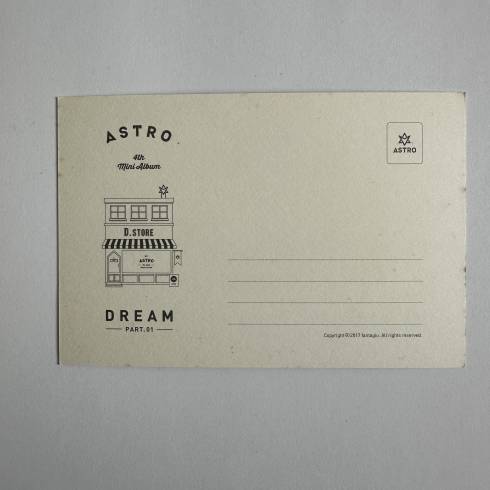 ASTRO
4th
Mini Album
D.STORE
ASTRO
DREAM
PART.01
ASTRO
Copyright © 2017 fantagio. All rights reserved.